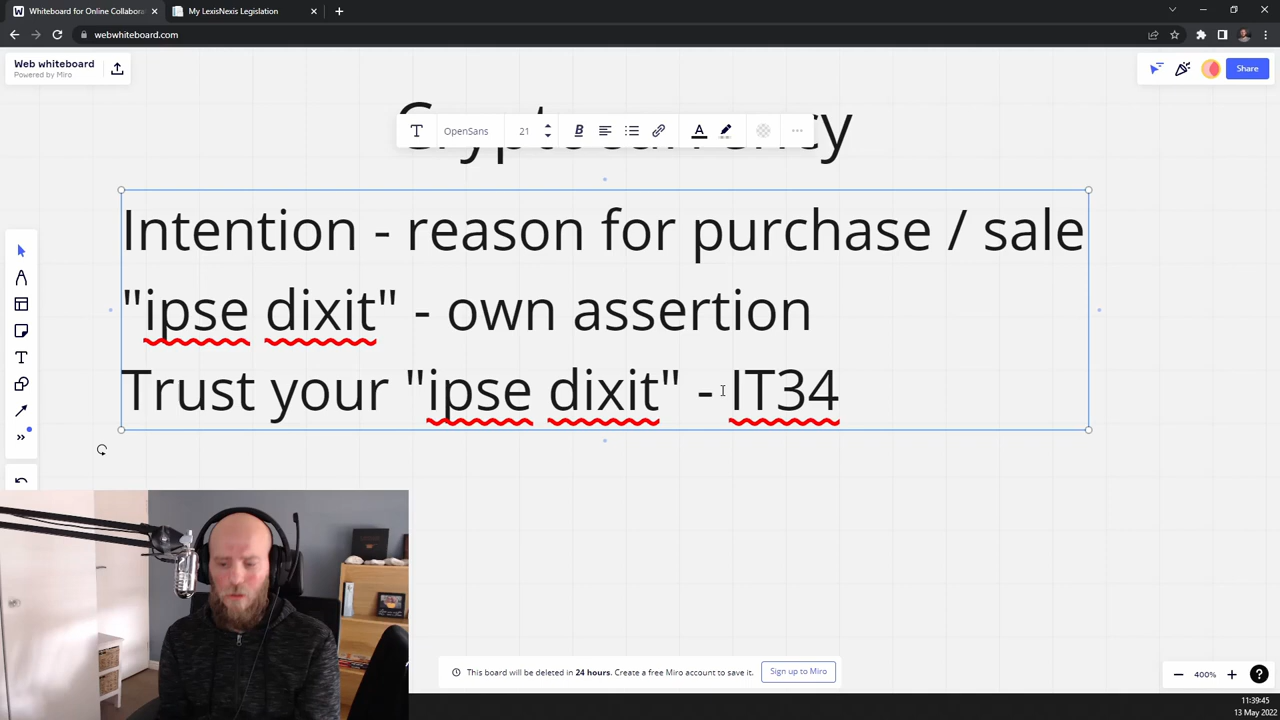 Whiteboard for Online Collabora
My LexisNexis Legislation
webwhiteboard.com
Web whiteboard
Powered by Miro
Share
Cryptocurrency
OpenSans
21
B
A
Intention - reason for purchase / sale
"ipse dixit" - own assertion
Trust your "ipse dixit" - IT34
This board will be deleted in 24 hours. Create a free Miro account to save it.
Sign up to Miro
400%
11:39:45
13 May 2022